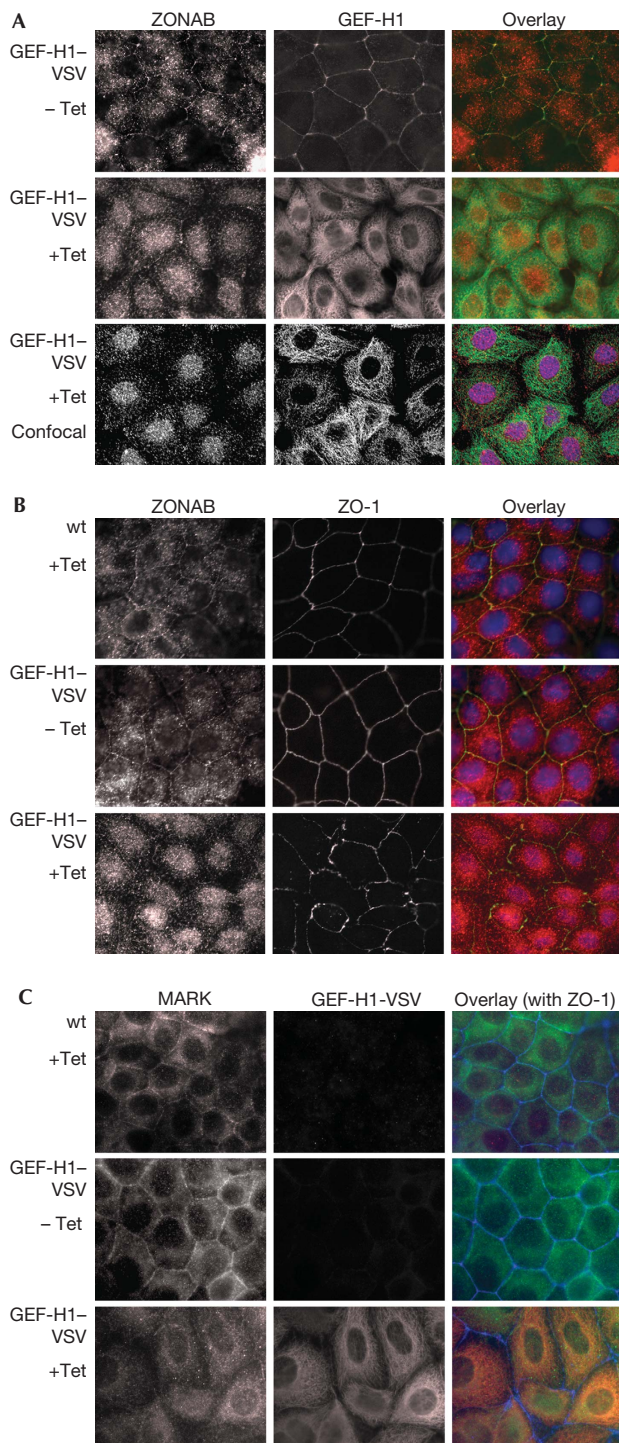 A
ZONAB GEF-H1 Overlay
GEF-H1–
VSV
– Tet
GEF-H1–
VSV
+Tet
GEF-H1–
VSV
+Tet
Confocal
B
ZONAB ZO-1 Overlay
wt
+Tet
GEF-H1–
VSV
– Tet
GEF-H1–
VSV
+Tet
C
MARK GEF-H1-VSV Overlay (with ZO-1)
wt
+Tet
GEF-H1–
VSV
– Tet
GEF-H1–
VSV
+Tet